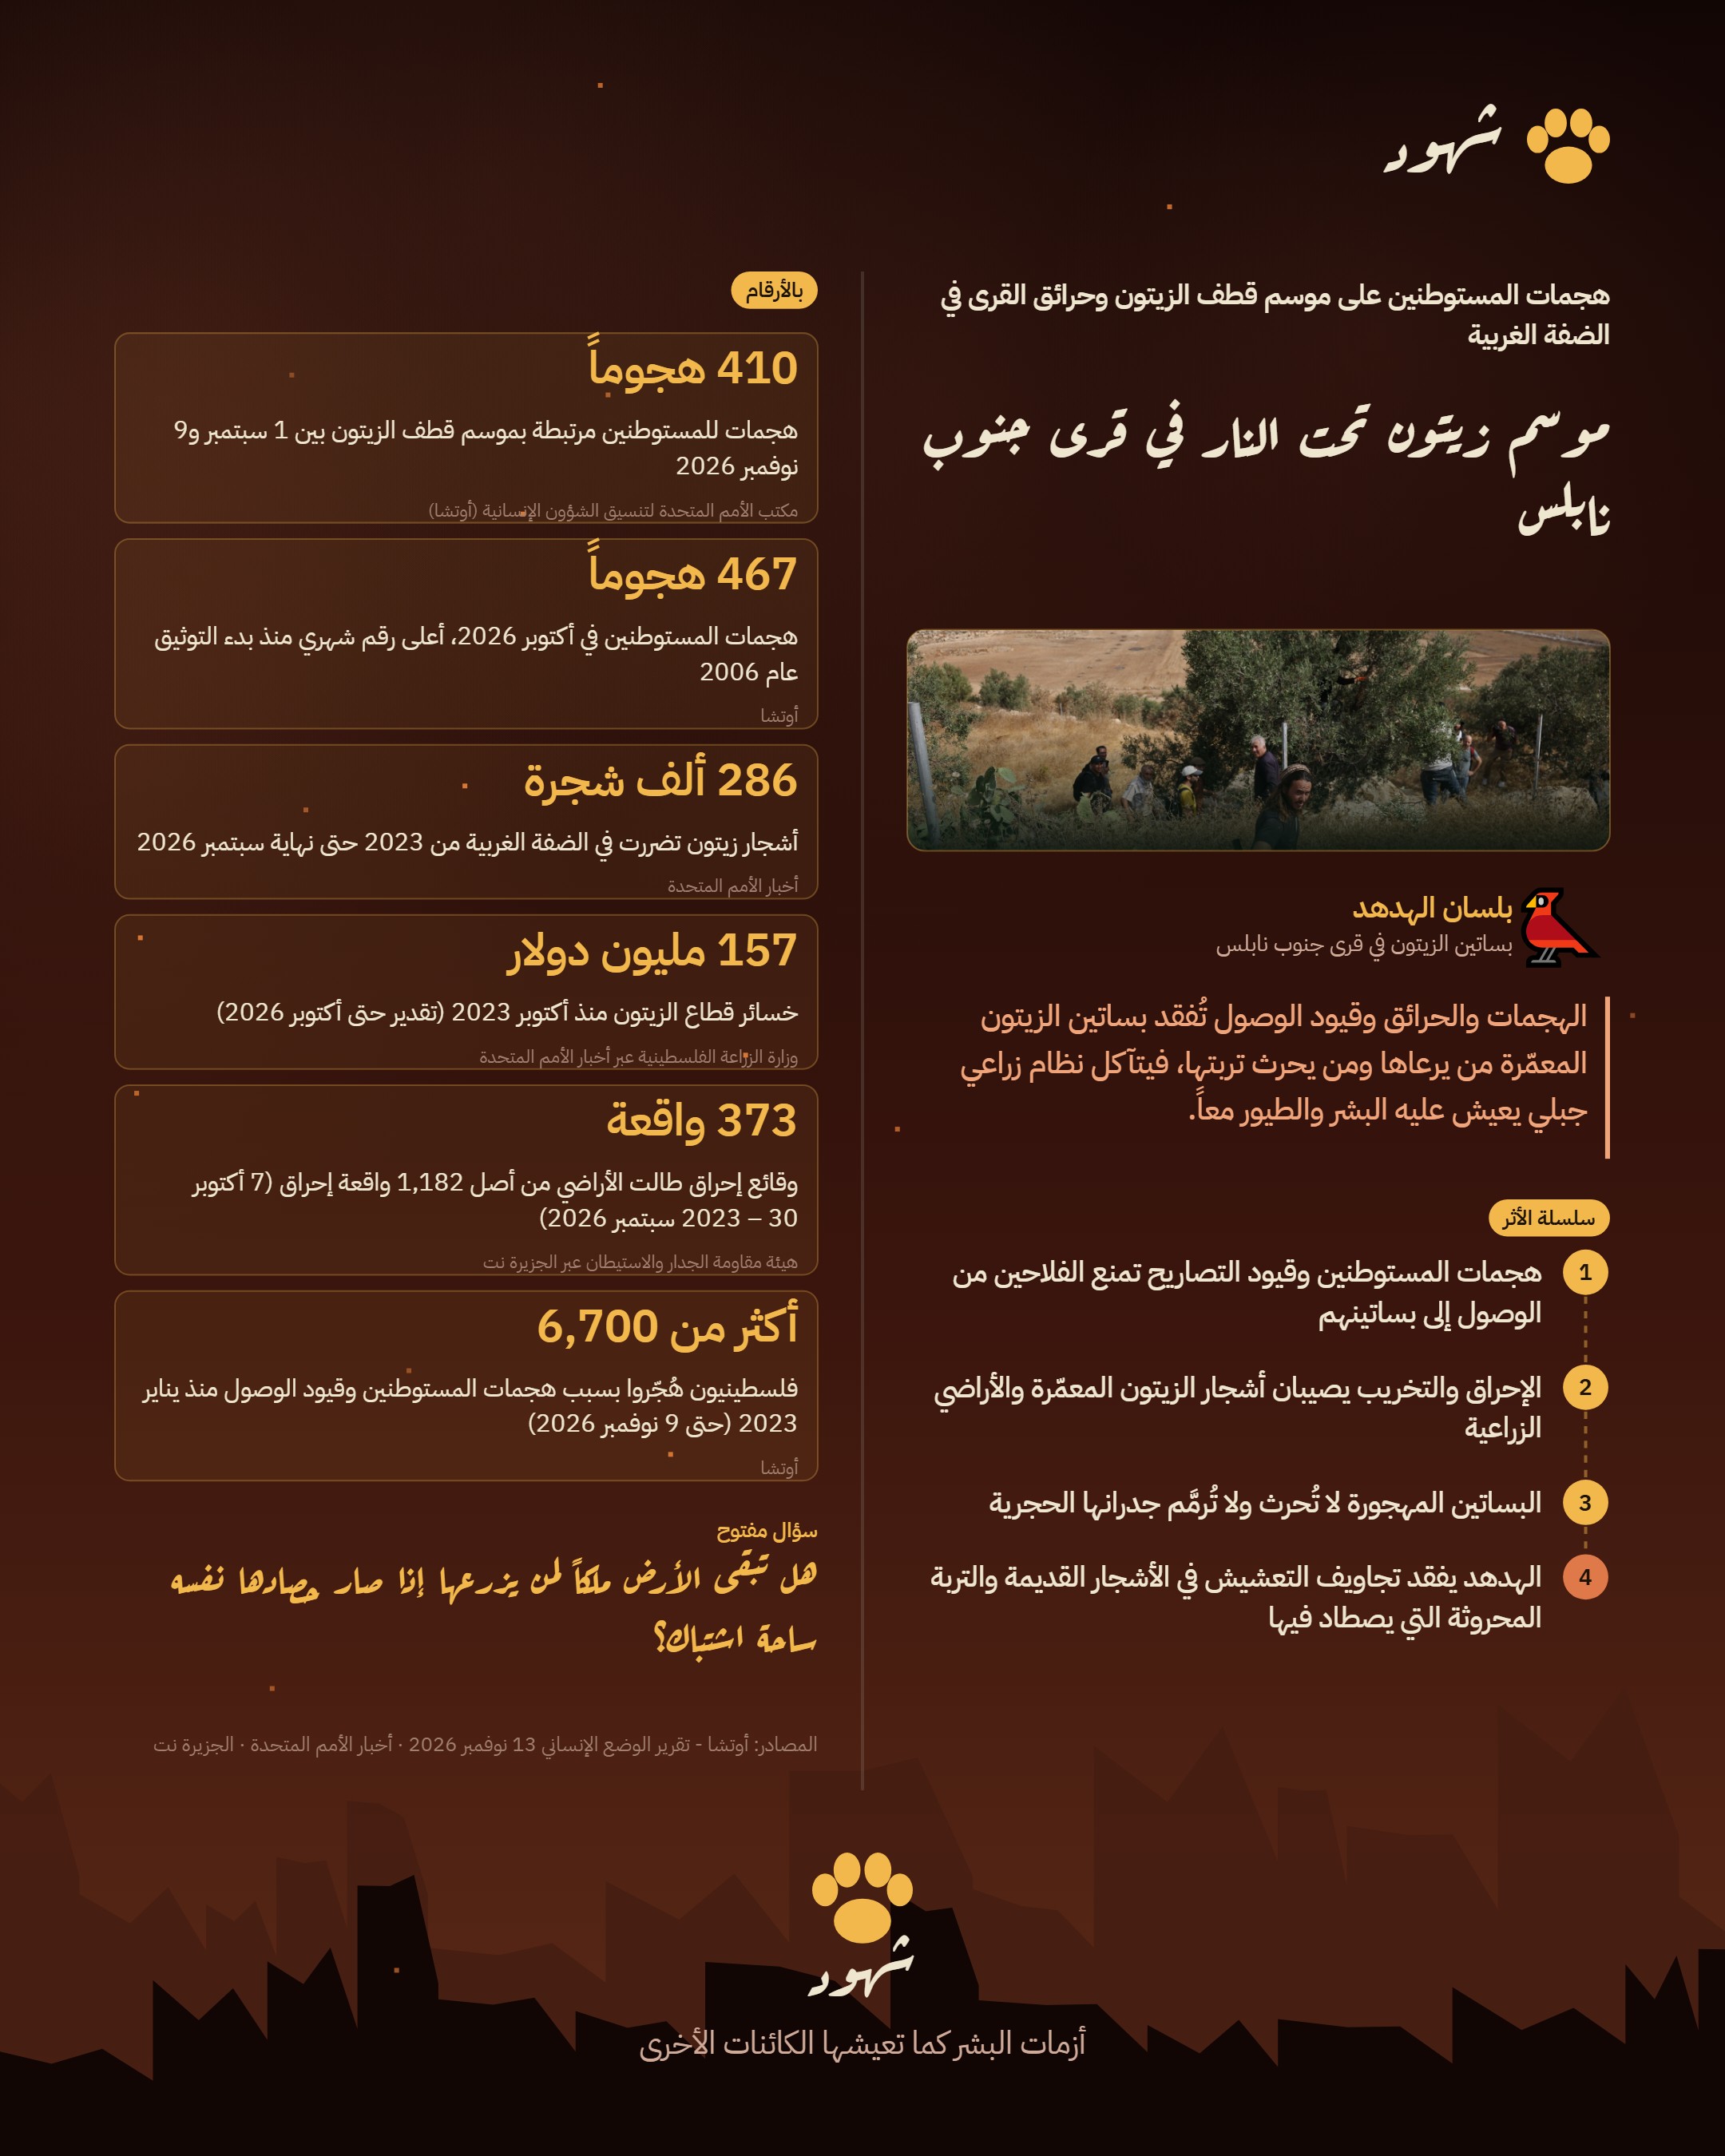 شهود
هجمات المستوطنين على موسم قطف الزيتون وحرائق القرى في
الضفة الغربية
موسم زيتون تحت النار في قرى جنوب
نابلس
بلسان الهدهد
بساتين الزيتون في قرى جنوب نابلس
الهجمات والحرائق وقيود الوصول تُفقد بساتين الزيتون
المعمّرة من يرعاها ومن يحرث تربتها، فيتآكل نظام زراعي
جبلي يعيش عليه البشر والطيور معاً.
سلسلة الأثر
1
هجمات المستوطنين وقيود التصاريح تمنع الفلاحين من
الوصول إلى بساتينهم
2
الإحراق والتخريب يصيبان أشجار الزيتون المعمّرة والأراضي
الزراعية
3
البساتين المهجورة لا تُحرث ولا تُرمَّم جدرانها الحجرية
4
الهدهد يفقد تجاويف التعشيش في الأشجار القديمة والتربة
المحروثة التي يصطاد فيها
بالأرقام
410 هجوماً
هجمات للمستوطنين مرتبطة بموسم قطف الزيتون بين 1 سبتمبر و9
نوفمبر 2026
مكتب الأمم المتحدة لتنسيق الشؤون الإنسانية (أوتشا)
467 هجوماً
هجمات المستوطنين في أكتوبر 2026، أعلى رقم شهري منذ بدء التوثيق
عام 2006
أوتشا
286 ألف شجرة
أشجار زيتون تضررت في الضفة الغربية من 2023 حتى نهاية سبتمبر 2026
أخبار الأمم المتحدة
157 مليون دولار
خسائر قطاع الزيتون منذ أكتوبر 2023 (تقدير حتى أكتوبر 2026)
وزارة الزراعة الفلسطينية عبر أخبار الأمم المتحدة
373 واقعة
وقائع إحراق طالت الأراضي من أصل 1,182 واقعة إحراق (7 أكتوبر
2023 – 30 سبتمبر 2026)
هيئة مقاومة الجدار والاستيطان عبر الجزيرة نت
أكثر من 6,700
فلسطينيون هُجّروا بسبب هجمات المستوطنين وقيود الوصول منذ يناير
2023 (حتى 9 نوفمبر 2026)
أوتشا
سؤال مفتوح
هل تبقى الأرض ملكاً لمن يزرعها إذا صار حصادها نفسه
ساحة اشتباك؟
المصادر: أوتشا - تقرير الوضع الإنساني 13 نوفمبر 2026 · أخبار الأمم المتحدة · الجزيرة نت
شهود
أزمات البشر كما تعيشها الكائنات الأخرى